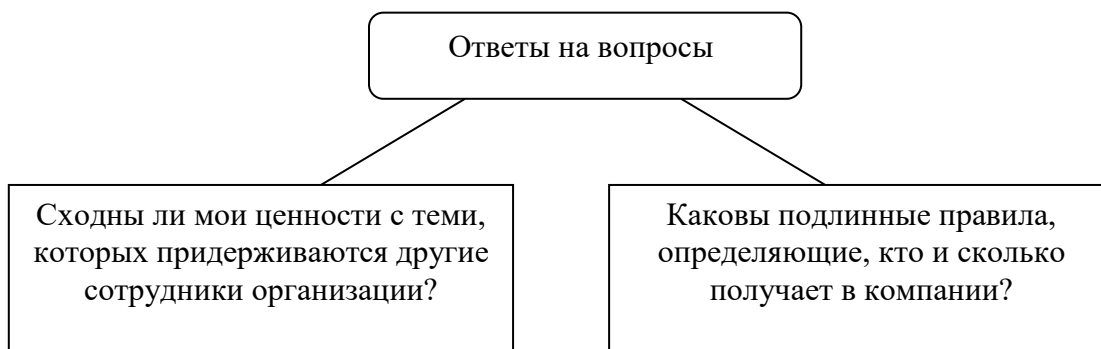 Ответы на вопросы
Сходны ли мои ценности с теми,
которых придерживаются другие
сотрудники организации?
Каковы подлинные правила,
определяющие, кто и сколько
получает в компании?